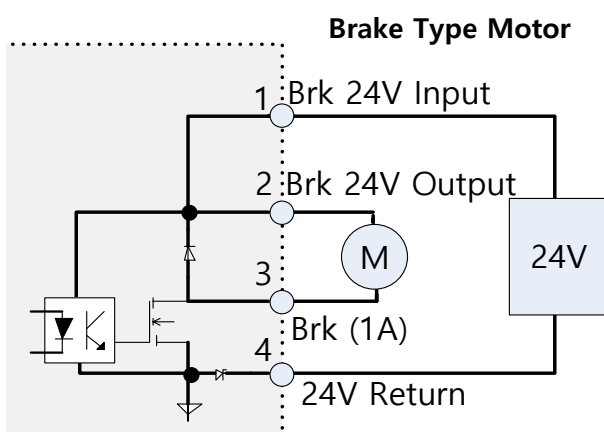 Brake Type Motor
1 Brk 24V Input
2 Brk 24V Output
M
24V
3
Brk (1A)
4
24V Return